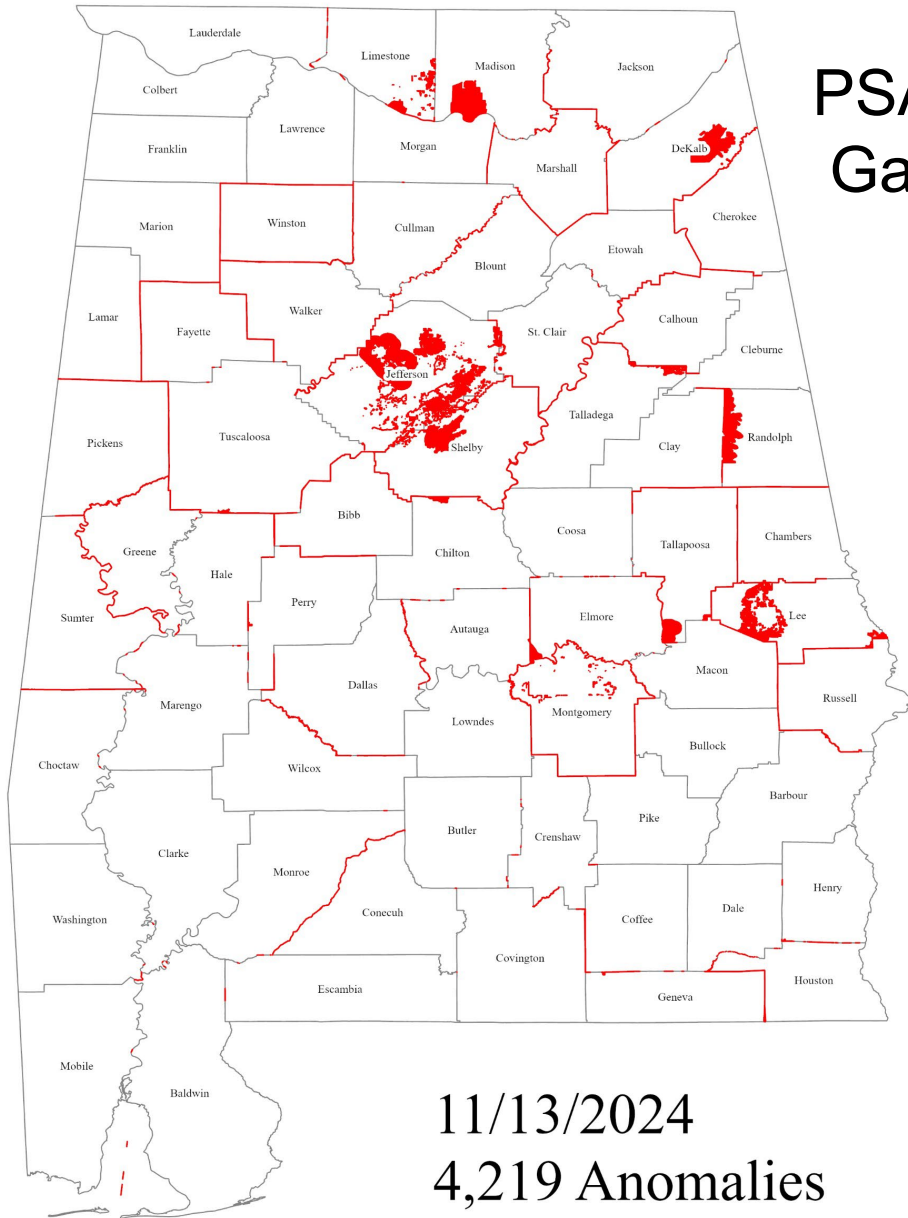 PSA
Ga
Lauderdale
Limestone
Madison
Jackson
Colbert
Lawrence
Franklin
Morgan
DeKalb
Marshall
Marion
Winston
Cullman
Cherokee
Etowah
Blount
Lamar
Fayette
Walker
St. Clair
Calhoun
Cleburne
Jefferson
Talladega
Pickens
Tuscaloosa
Shelby
Clay
Randolph
Bibb
Coosa
Tallapoosa
Chambers
Greene
Hale
Chilton
Sumter
Perry
Autauga
Elmore
Lee
Macon
Dallas
Marengo
Lowndes
Montgomery
Russell
Bullock
Choctaw
Wilcox
Barbour
Butler
Crenshaw
Pike
Clarke
Monroe
Henry
Washington
Conecuh
Coffee
Dale
Covington
Escambia
Geneva
Houston
Mobile
Baldwin
11/13/2024
4,219 Anomalies